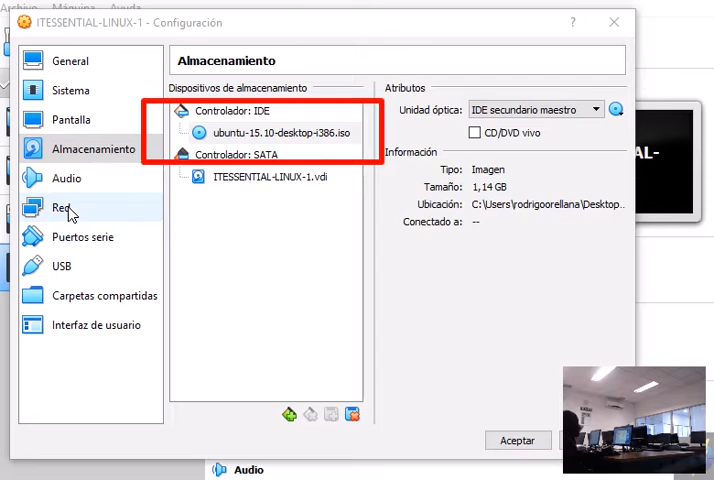 Archivo Máquina Ayuda
ITESSENTIAL-LINUX-1 - Configuración
? ×
General
Sistema
Pantalla
Almacenamiento
Audio
Red
Puertos serie
USB
Carpetas compartidas
Interfaz de usuario
Almacenamiento
Dispositivos de almacenamiento
Controlador: IDE
ubuntu-15.10-desktop-i386.iso
Controlador: SATA
ITESSENTIAL-LINUX-1.vdi
Atributos
Unidad óptica: IDE secundario maestro
CD/DVD vivo
Información
Tipo: Imagen
Tamaño: 1,14 GB
Ubicación: C:\Users\rodrigoorellana\Desktop..
Conectado a: --
AL-
Aceptar
Audio